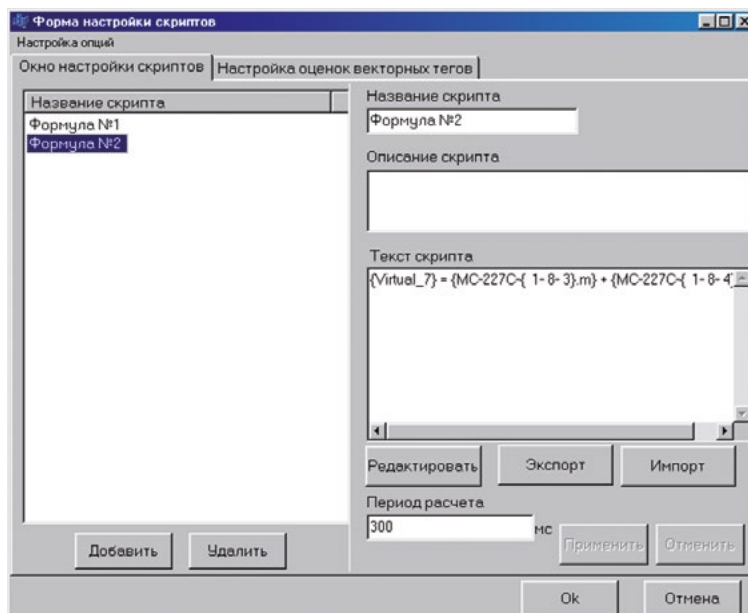 Форма настройки скриптов
Настройка опций
Окно настройки скриптов
Настройка оценок векторных тегов
Название скрипта
Формула №1
Формула №2
Добавить
Удалить
Название скрипта
Формула №2
Описание скрипта
Текст скрипта
{Virtual_7} = {MC-227C-{ 1- 8- 3}.m} + {MC-227C-{ 1- 8- 4}
Редактировать
Экспорт
Импорт
Период расчета
300
мс
Применить
Отменить
Ok
Отмена